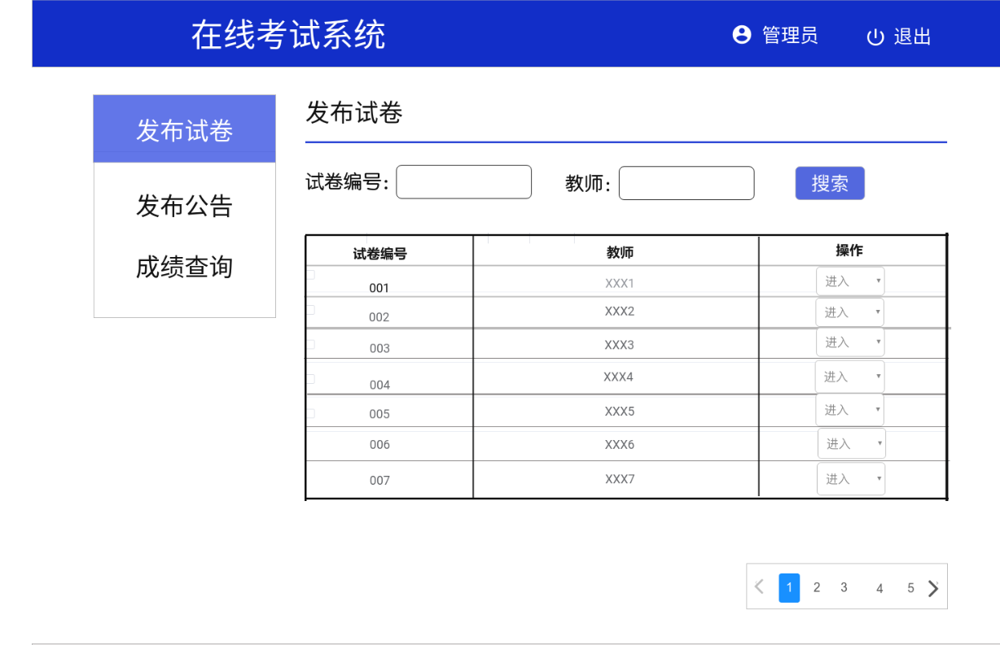 在线考试系统
管理员
退出
发布试卷
发布公告
成绩查询
发布试卷
试卷编号:
教师:
搜索
试卷编号 教师 操作
001 XXX1 进入
002 XXX2 进入
003 XXX3 进入
004 XXX4 进入
005 XXX5 进入
006 XXX6 进入
007 XXX7 进入
1 2 3 4 5